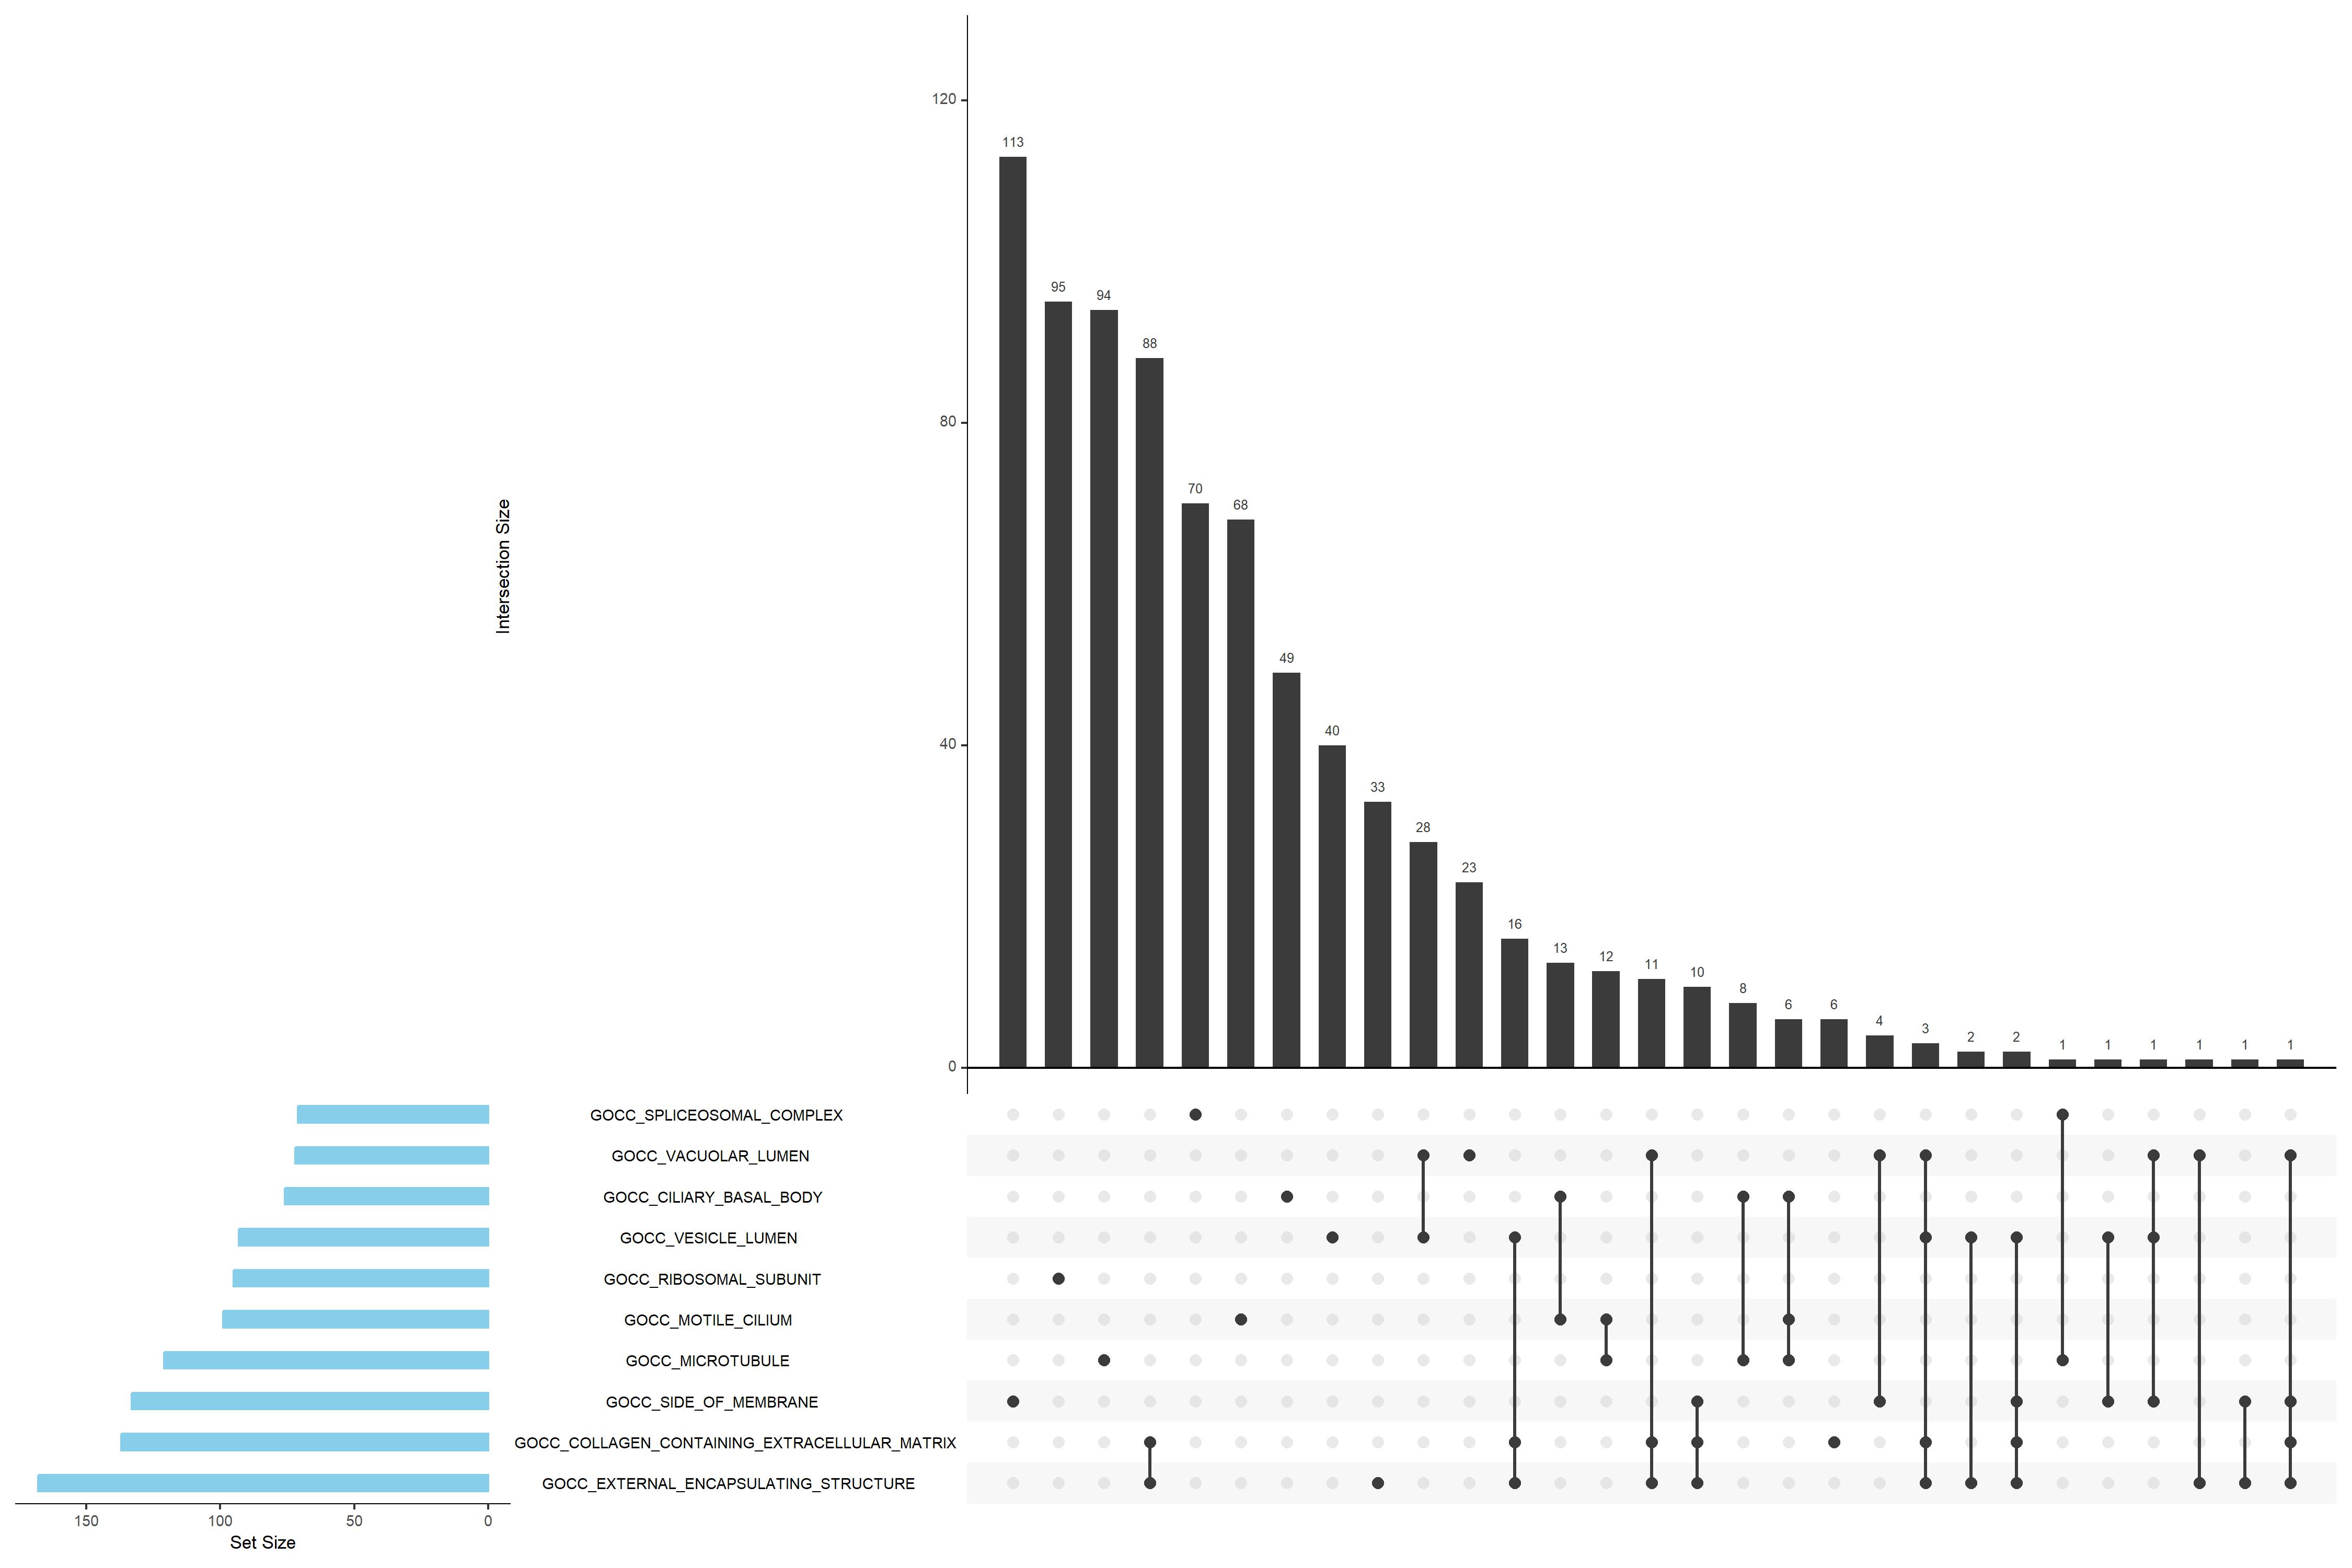 120
113
95
94
88
80
70
68
Intersection Size
49
40
40
33
28
23
16
13
12
11
10
8
6
6
4
3
2
2
1
1
1
1
1
1
0
GOCC_SPLICEOSOMAL_COMPLEX
GOCC_VACUOLAR_LUMEN
GOCC_CILIARY_BASAL_BODY
GOCC_VESICLE_LUMEN
GOCC_RIBOSOMAL_SUBUNIT
GOCC_MOTILE_CILIUM
GOCC_MICROTUBULE
GOCC_SIDE_OF_MEMBRANE
GOCC_COLLAGEN_CONTAINING_EXTRACELLULAR_MATRIX
GOCC_EXTERNAL_ENCAPSULATING_STRUCTURE
150 100 50 0
Set Size